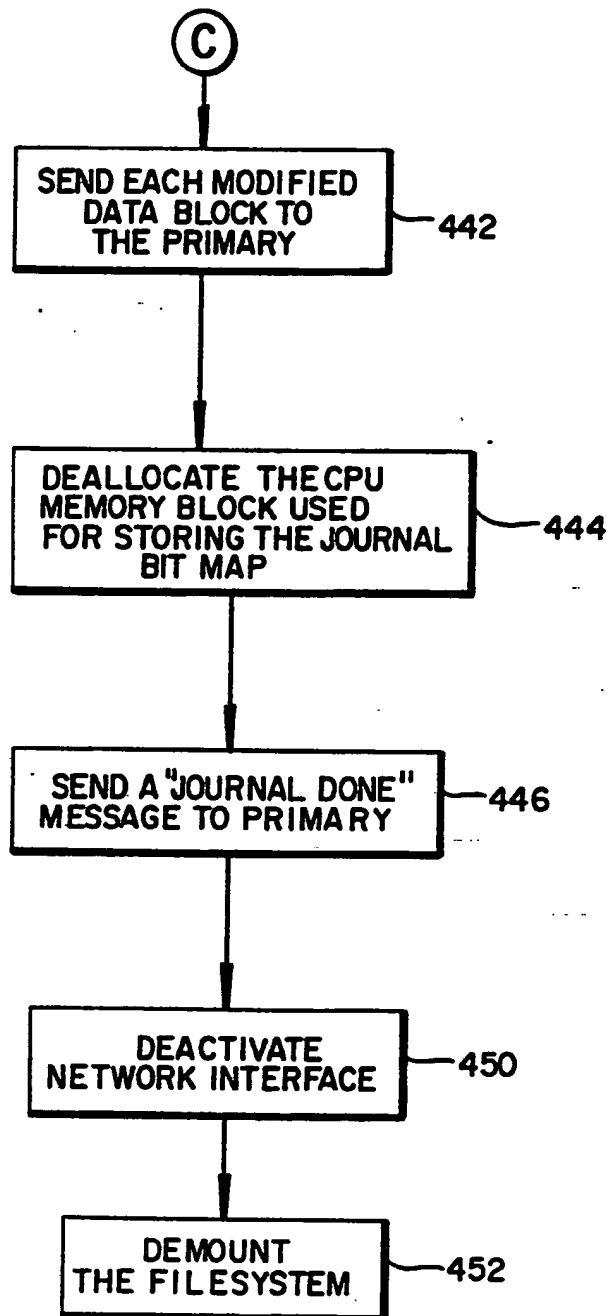 C
SEND EACH MODIFIED
DATA BLOCK TO
THE PRIMARY
442
DEALLOCATE THE CPU
MEMORY BLOCK USED
FOR STORING THE JOURNAL
BIT MAP
444
SEND A "JOURNAL DONE"
MESSAGE TO PRIMARY
446
DEACTIVATE
NETWORK INTERFACE
450
DEMOUNT
THE FILESYSTEM
452